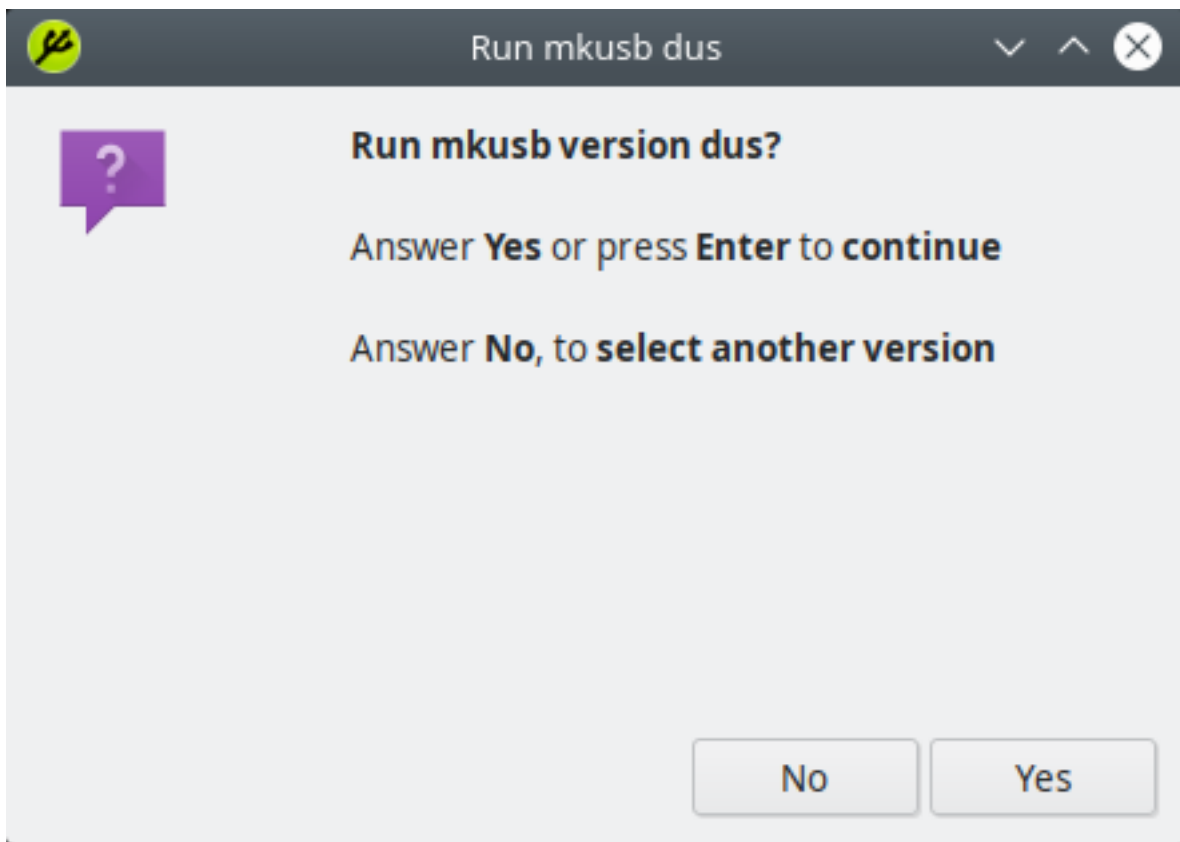 Run mkusb dus
?
Run mkusb version dus?
Answer Yes or press Enter to continue
Answer No, to select another version
No
Yes